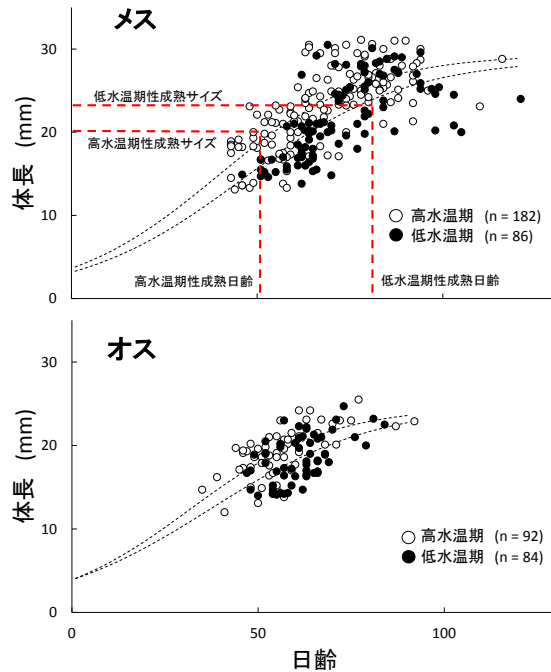 メス
30
20
10
0
体長 (mm)
低水温期性成熟サイズ
高水温期性成熟サイズ
高水温期性成熟日齢
低水温期性成熟日齢
高水温期 (n = 182)
低水温期 (n = 86)
オス
30
20
10
0
体長 (mm)
高水温期 (n = 92)
低水温期 (n = 84)
0 50 100
日齢